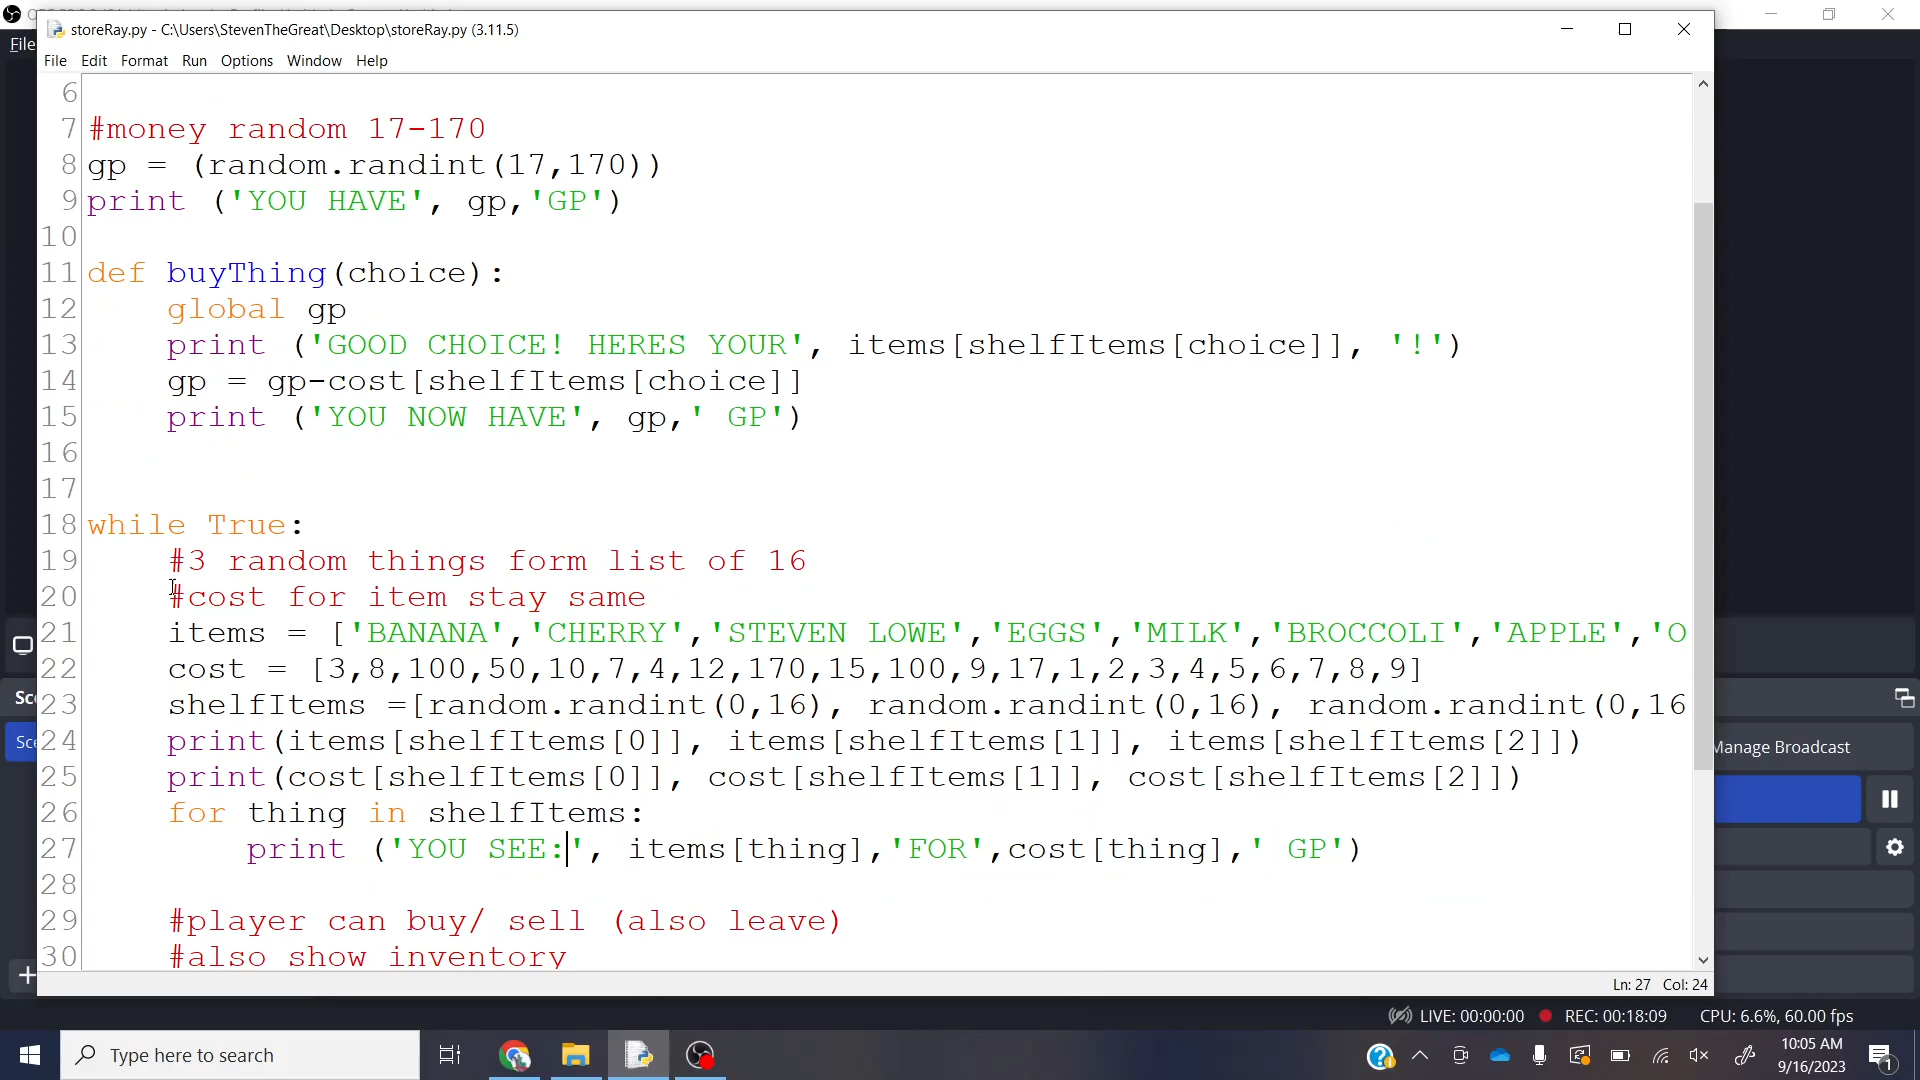 storeRay.py - C:\Users\StevenTheGreat\Desktop\storeRay.py (3.11.5)
File
File Edit Format Run Options Window Help
6
7 #money random 17-170
8 gp = (random.randint(17,170))
9 print ('YOU HAVE', gp,'GP')
10
11 def buyThing(choice):
12 global gp
13 print ('GOOD CHOICE! HERES YOUR', items[shelfItems[choice]], '!')
14 gp = gp-cost[shelfItems[choice]]
15 print ('YOU NOW HAVE', gp,' GP')
16
17
18 while True:
19 #3 random things form list of 16
20 #cost for item stay same
21 items = ['BANANA','CHERRY','STEVEN LOWE','EGGS','MILK','BROCCOLI','APPLE','O
22 cost = [3,8,100,50,10,7,4,12,170,15,100,9,17,1,2,3,4,5,6,7,8,9]
23 shelfItems =[random.randint(0,16), random.randint(0,16), random.randint(0,16
24 print(items[shelfItems[0]], items[shelfItems[1]], items[shelfItems[2]])
25 print(cost[shelfItems[0]], cost[shelfItems[1]], cost[shelfItems[2]])
26 for thing in shelfItems:
27 print ('YOU SEE:', items[thing],'FOR',cost[thing],' GP')
28
29 #player can buy/ sell (also leave)
30 #also show inventory
Sc
Sc
Manage Broadcast
Ln: 27 Col: 24
LIVE: 00:00:00 REC: 00:18:09 CPU: 6.6%, 60.00 fps
Type here to search
10:05 AM
9/16/2023
1